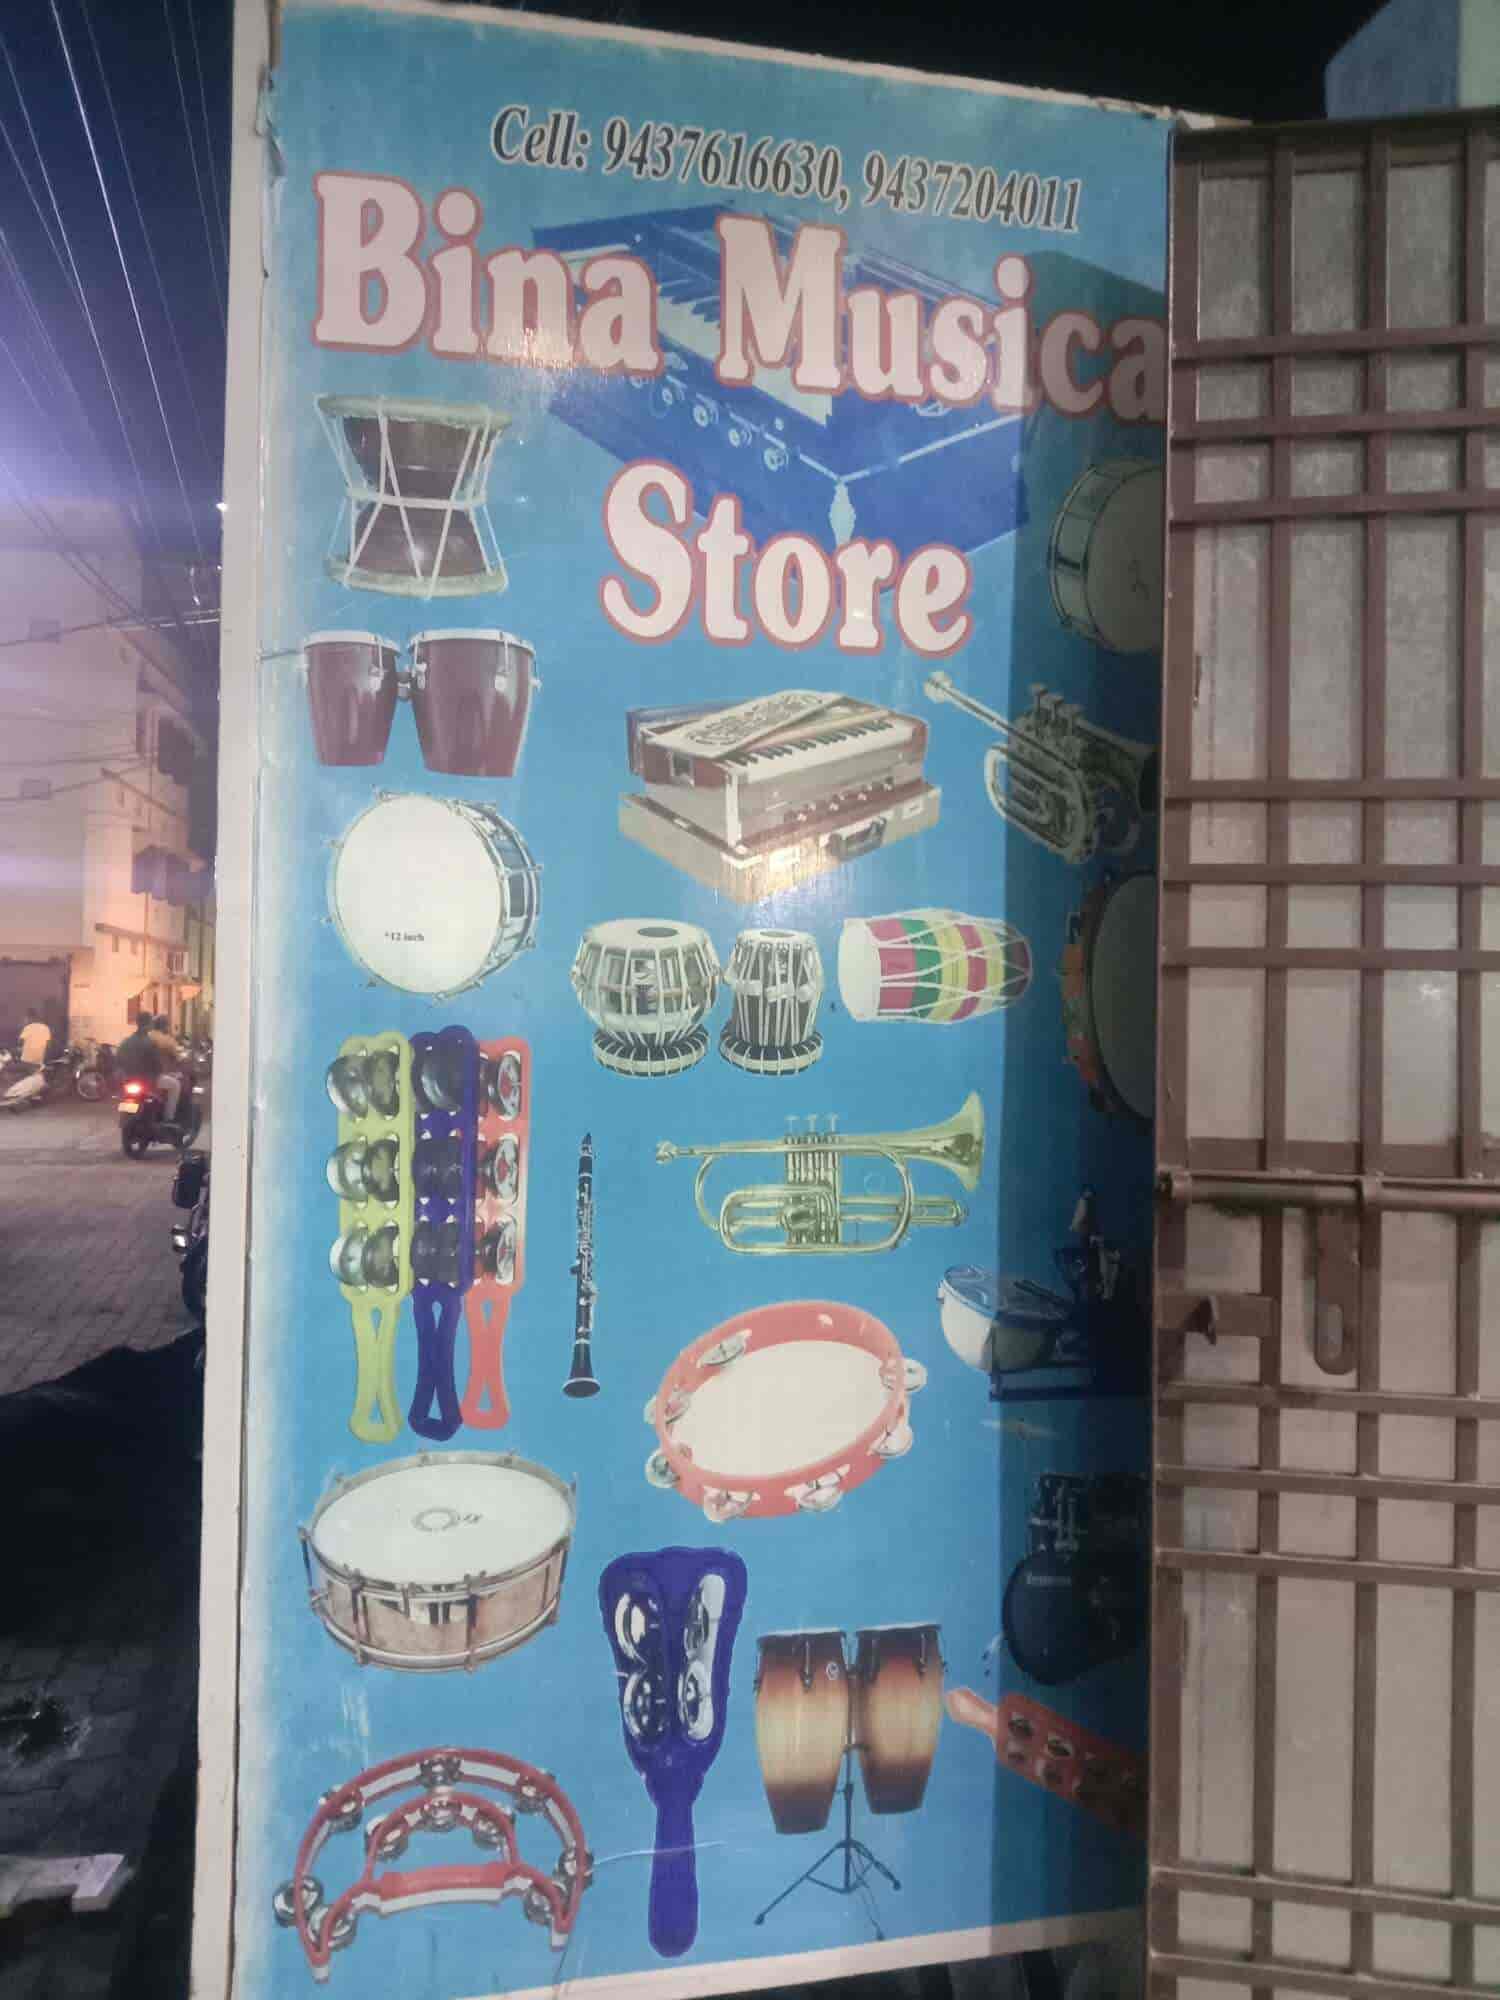 Cell: 9437616630, 9437204011
Bina Musica
Store
*12 inch